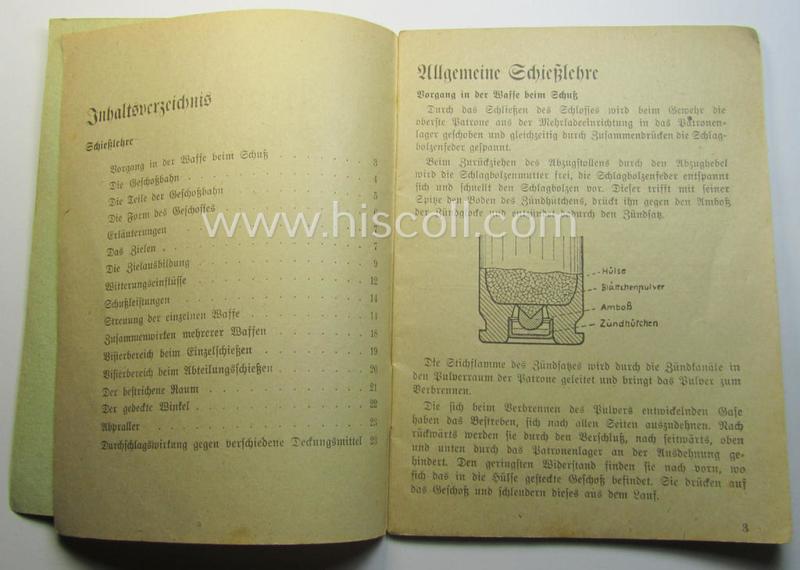 Inhaltsverzeichnis
Schießlehre
Vorgang in der Waffe beim Schuß . . . . . . . 3
Die Geschoßbahn . . . . . . . . . . 4
Die Teile der Geschoßbahn . . . . . . . . 5
Die Form des Geschosses . . . . . . . .
Erläuterungen . . . . . . . . . .
Das Zielen . . . . . . . . . . 7
Die Zielausbildung . . . . . . . . . 9
Witterungseinflüsse . . . . . . . . . 12
Schußleistungen . . . . . . . . . 14
Streuung der einzelnen Waffe . . . . . . . 14
Zusammenwirken mehrerer Waffen . . . . . . 18
Visierbereich beim Einzelschießen . . . . . . 19
Visierbereich beim Abteilungsschießen . . . . . 20
Der bestrichene Raum . . . . . . . . 21
Der gedeckte Winkel . . . . . . . . 22
Abpraller . . . . . . . . . . 23
Durchschlagswirkung gegen verschiedene Deckungsmittel 23
www.hiscoll.com
Allgemeine Schießlehre
Vorgang in der Waffe beim Schuß
Durch das Schließen des Schlosses wird beim Gewehr die
oberste Patrone aus der Mehrladeeinrichtung in das Patronen-
lager geschoben und gleichzeitig durch Zusammendrücken die Schlag-
bolzenfeder gespannt.
Beim Zurückziehen des Abzugstollens durch den Abzughebel
wird die Schlagbolzenmutter frei, die Schlagbolzenfeder entspannt
sich und schnellt den Schlagbolzen vor. Dieser trifft mit seiner
Spitze den Boden des Zündhütchens, drückt ihn gegen den Amboß
der Zündglocke und entzündet dadurch den Zündsatz.
Hülse
Blättchenpulver
Amboß
Zündhütchen
Die Stichflamme des Zündsatzes wird durch die Zündkanäle in
den Pulverraum der Patrone geleitet und bringt das Pulver zum
Verbrennen.
Die sich beim Verbrennen des Pulvers entwickelnden Gase
haben das Bestreben, sich nach allen Seiten auszudehnen. Nach
rückwärts werden sie durch den Verschluß, nach seitwärts, oben
und unten durch das Patronenlager an der Ausdehnung ge-
hindert. Den geringsten Widerstand finden sie nach vorn, wo
sich das in die Hülse gesteckte Geschoß befindet. Sie drücken auf
das Geschoß und schleudern dieses aus dem Lauf.
3